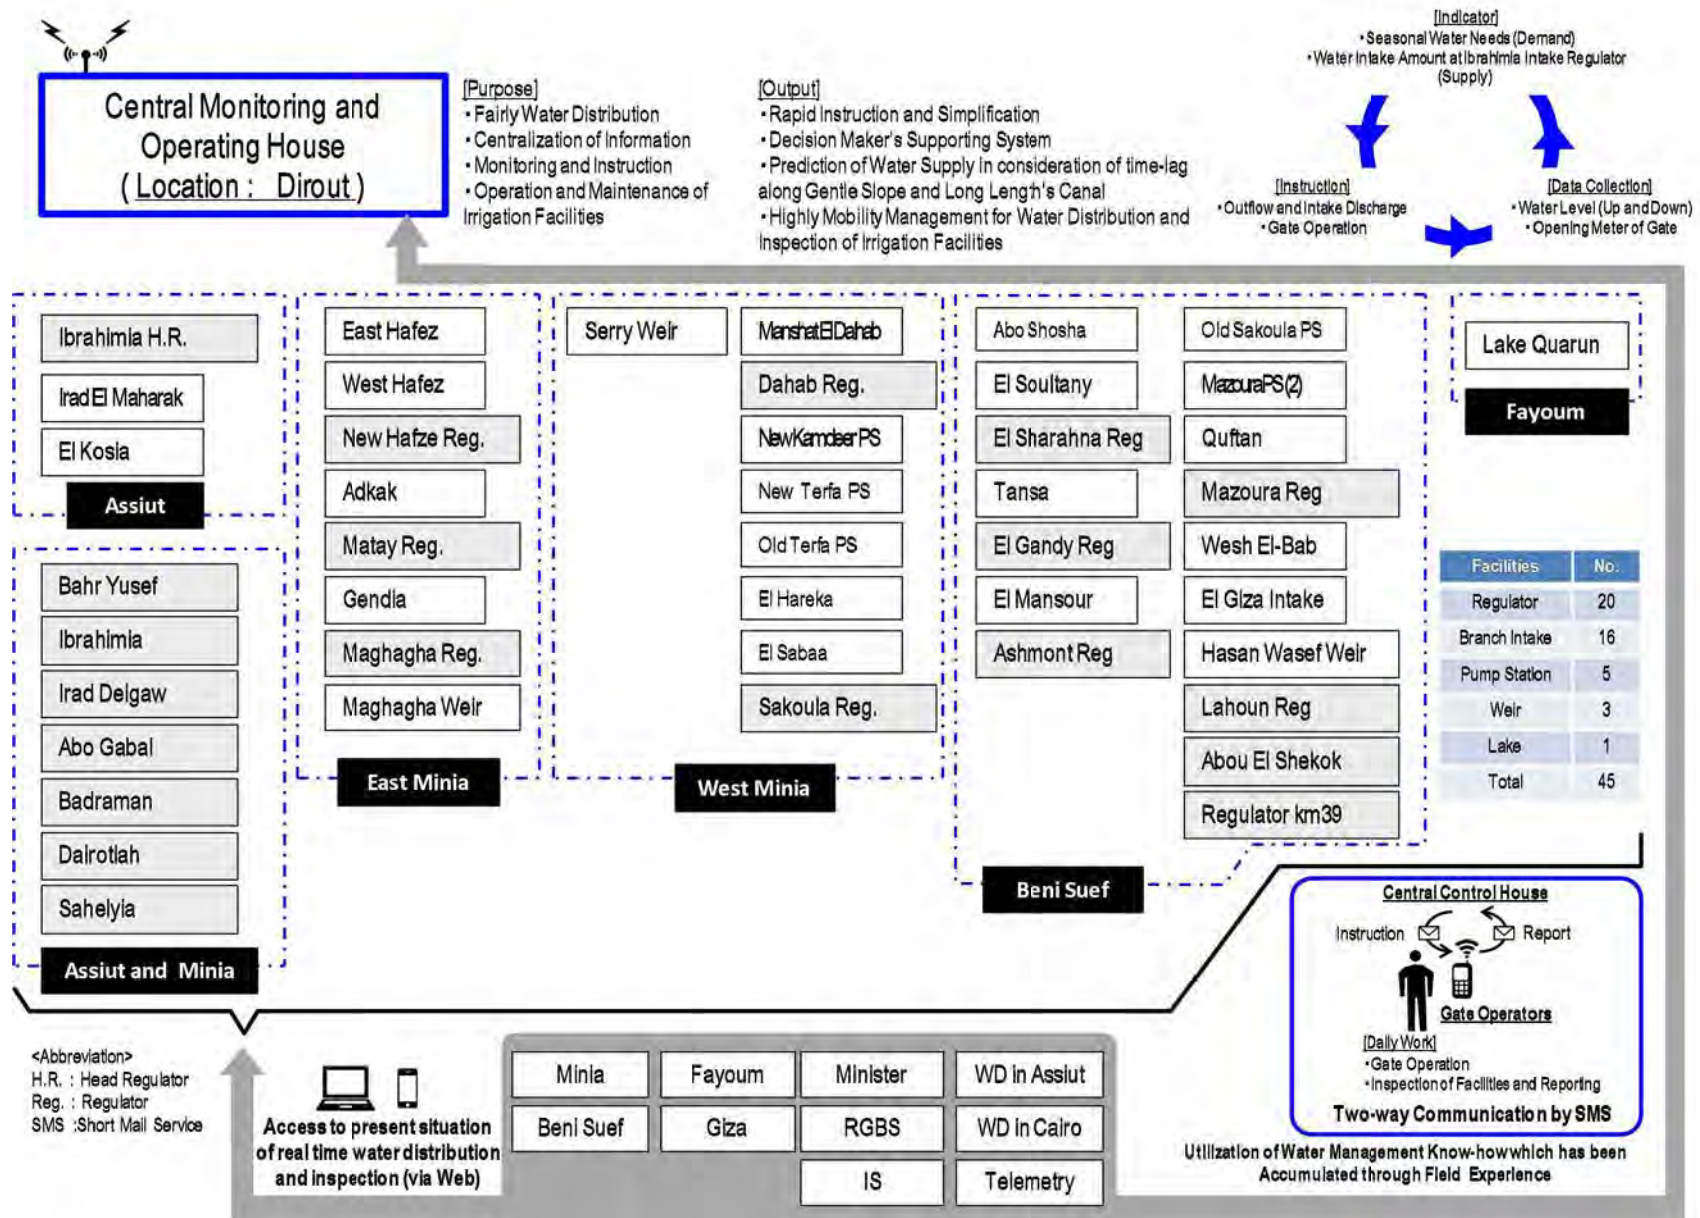 Central Monitoring and
Operating House
( Location : Dirout )
[Purpose]
・Fairly Water Distribution
・Centralization of Information
・Monitoring and Instruction
・Operation and Maintenance of
Irrigation Facilities
[Output]
・Rapid Instruction and Simplification
・Decision Maker's Supporting System
・Prediction of Water Supply in consideration of time-lag
along Gentle Slope and Long Length's Canal
・Highly Mobility Management for Water Distribution and
Inspection of Irrigation Facilities
[Indicator]
・Seasonal Water Needs (Demand)
・Water Intake Amount at Ibrahimia Intake Regulator
(Supply)
[Instruction]
・Outflow and Intake Discharge
・Gate Operation
[Data Collection]
・Water Level (Up and Down)
・Opening Meter of Gate
Ibrahimia H.R.
Irad El Maharak
El Kosia
Assiut
Bahr Yusef
Ibrahimia
Irad Delgaw
Abo Gabal
Badraman
Dairotiah
Sahelyia
Assiut and Minia
East Hafez
West Hafez
New Hafze Reg.
Adkak
Matay Reg.
Gendia
Maghagha Reg.
Maghagha Weir
East Minia
Serry Weir
Manshat El Dahab
Dahab Reg.
New Kamdeer PS
New Terfa PS
Old Terfa PS
El Hareka
El Sabaa
Sakoula Reg.
West Minia
Abo Shosha
El Soultany
El Sharahna Reg
Tansa
El Gandy Reg
El Mansour
Ashmont Reg
Old Sakoula PS
Mazoura PS (2)
Quftan
Mazoura Reg
Wesh El-Bab
El Giza Intake
Hasan Wasef Weir
Lahoun Reg
Abou El Shekok
Regulator km39
Beni Suef
Lake Quarun
Fayoum
Facilities No.
Regulator 20
Branch Intake 16
Pump Station 5
Weir 3
Lake 1
Total 45
Central Control House
Instruction Report
Gate Operators
[Daily Work]
・Gate Operation
・Inspection of Facilities and Reporting
Two-way Communication by SMS
Utilization of Water Management Know-how which has been
Accumulated through Field Experience
<Abbreviation>
H.R. : Head Regulator
Reg. : Regulator
SMS :Short Mail Service
Access to present situation
of real time water distribution
and inspection (via Web)
Minia Fayoum Minister WD in Assiut
Beni Suef Giza RGBS WD in Cairo
IS Telemetry